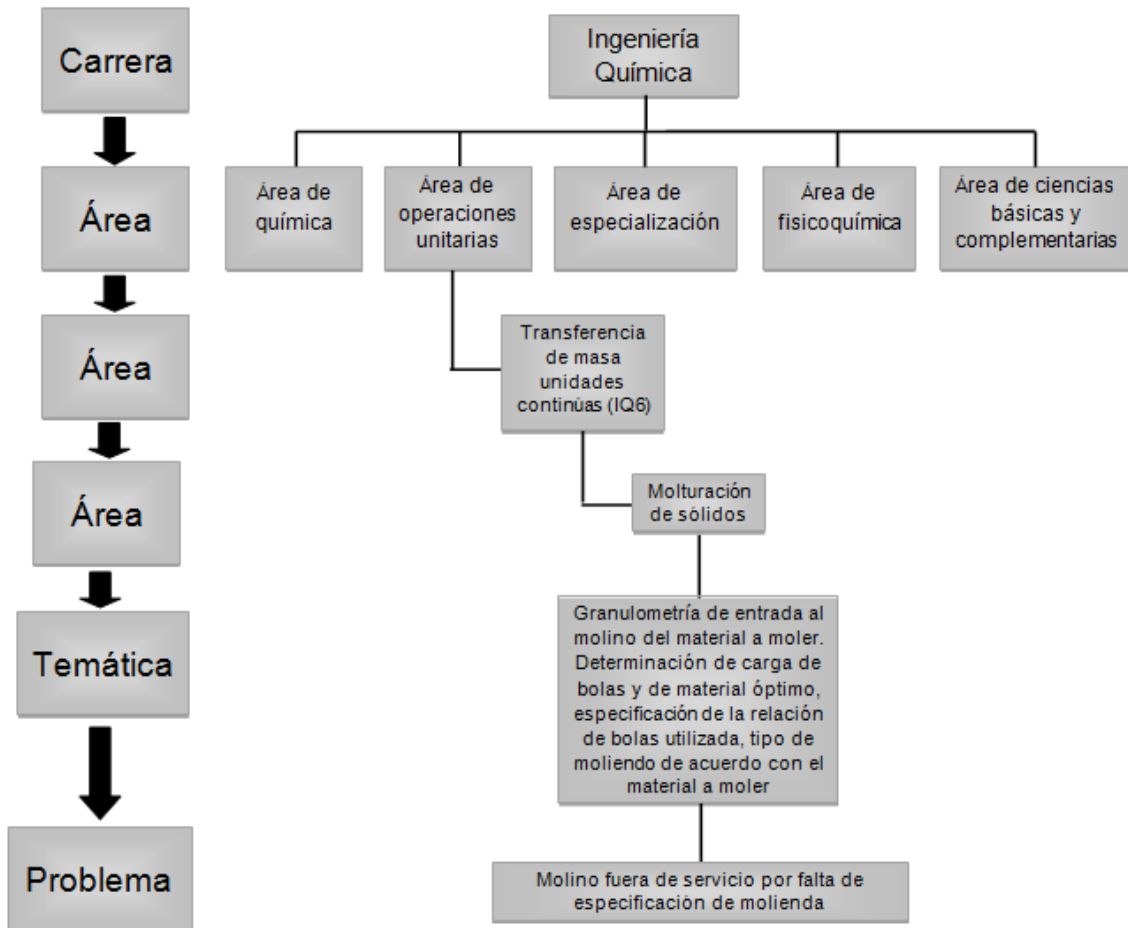 Carrera
Ingeniería
Química
Área
Área de
química
Área de
operaciones
unitarias
Área de
especialización
Área de
fisicoquímica
Área de ciencias
básicas y
complementarias
Área
Transferencia
de masa
unidades
continúas (IQ6)
Área
Molturación
de sólidos
Temática
Granulometría de entrada al
molino del material a moler.
Determinación de carga de
bolas y de material óptimo,
especificación de la relación
de bolas utilizada, tipo de
moliendo de acuerdo con el
material a moler
Problema
Molino fuera de servicio por falta de
especificación de molienda